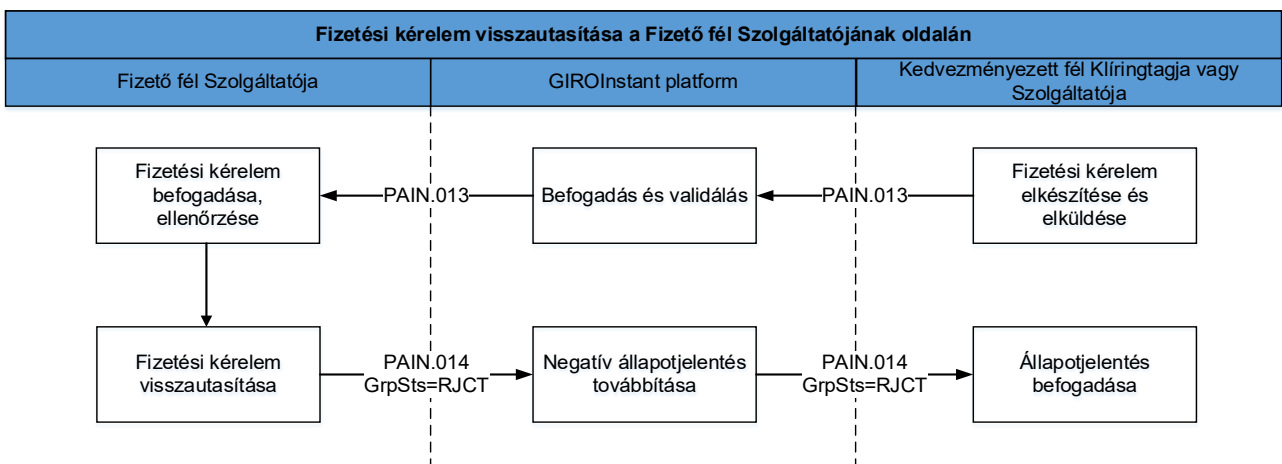 Fizetési kérelem visszautasítása a Fizető fél Szolgáltatójának oldalán
Fizető fél Szolgáltatója
GIROInstant platform
Kedvezményezett fél Klíringtagja vagy
Szolgáltatója
Fizetési kérelem
befogadása,
ellenőrzése
PAIN.013
Befogadás és validálás
PAIN.013
Fizetési kérelem
elkészítése és
elküldése
Fizetési kérelem
visszautasítása
PAIN.014
GrpSts=RJCT
Negatív állapotjelentés
továbbítása
PAIN.014
GrpSts=RJCT
Állapotjelentés
befogadása